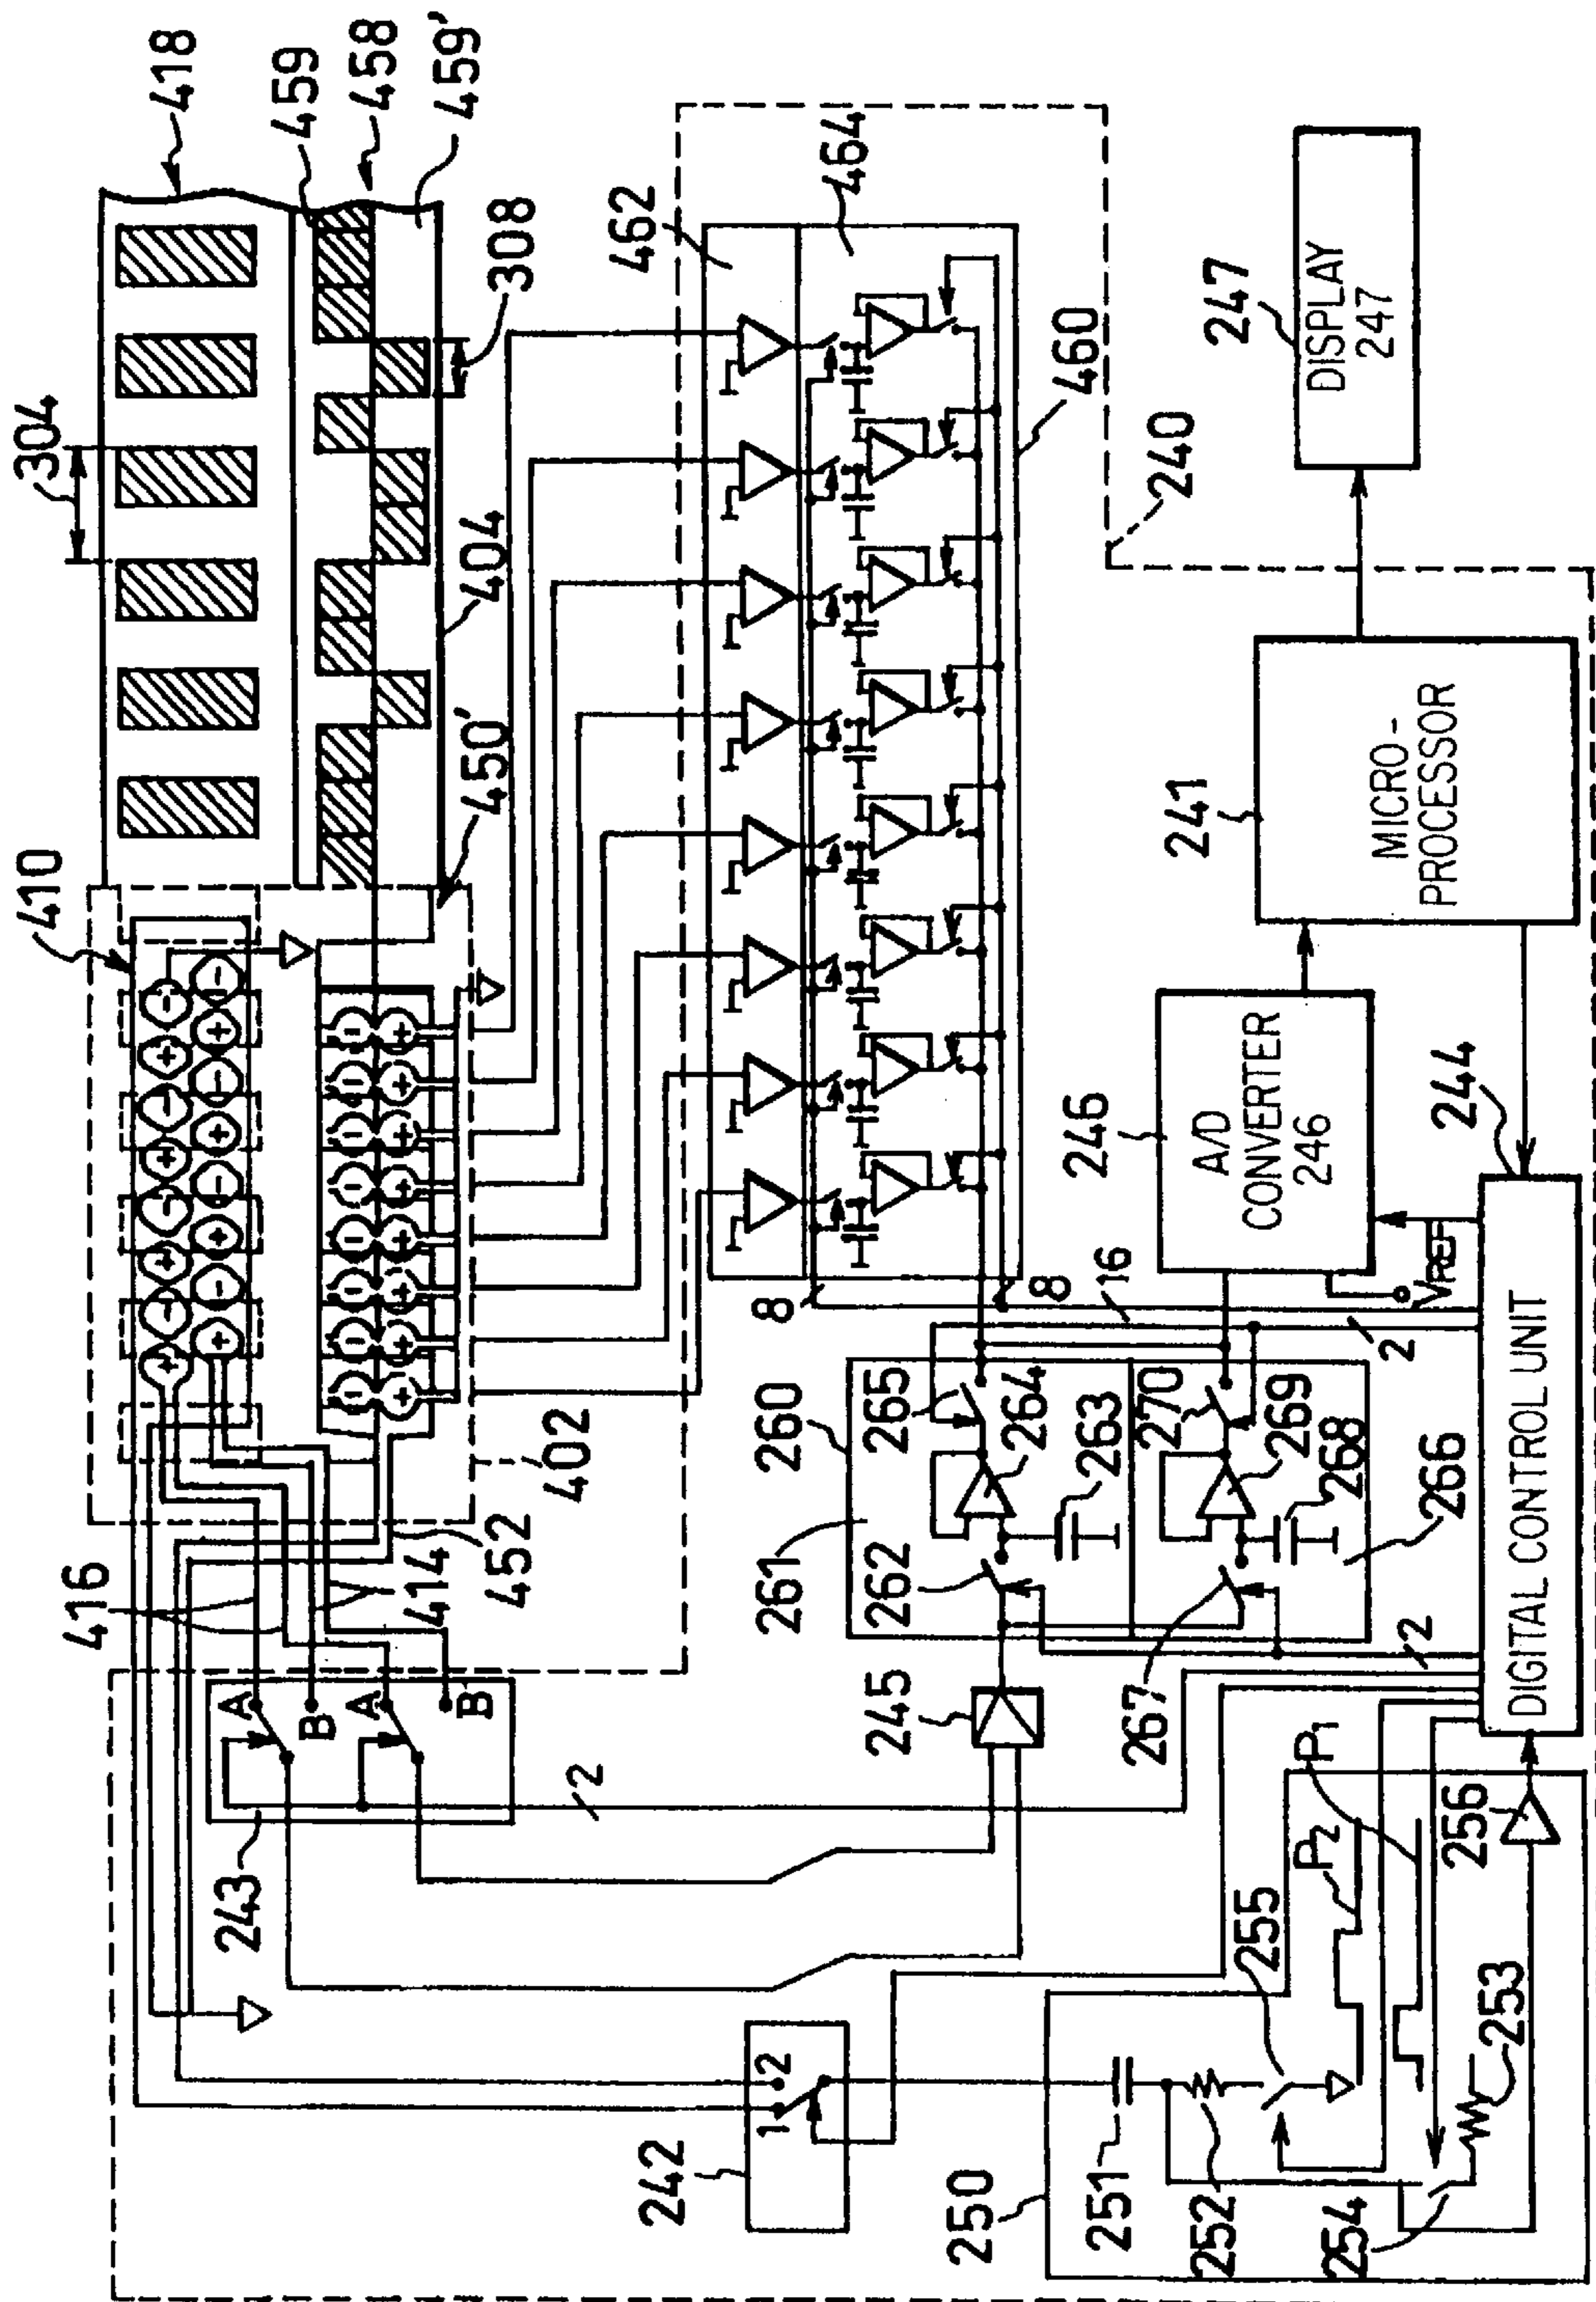 418
459
458
459'
304
308
404
410
450'
462
464
460
240
247
DISPLAY
247
241
MICRO-
PROCESSOR
246
A/D
CONVERTER
246
244
VREF
DIGITAL CONTROL UNIT
8
8
16
2
402
452
414
416
260
265
264
263
261
262
270
269
268
266
267
2
245
A
B
A
B'
2
243
242
1
2
250
251
252
255
254
253
256
P1
P2
+ + + + -
- - - -
+ + + +
- - - -
- - - - - - - -
+ + + + + + + +